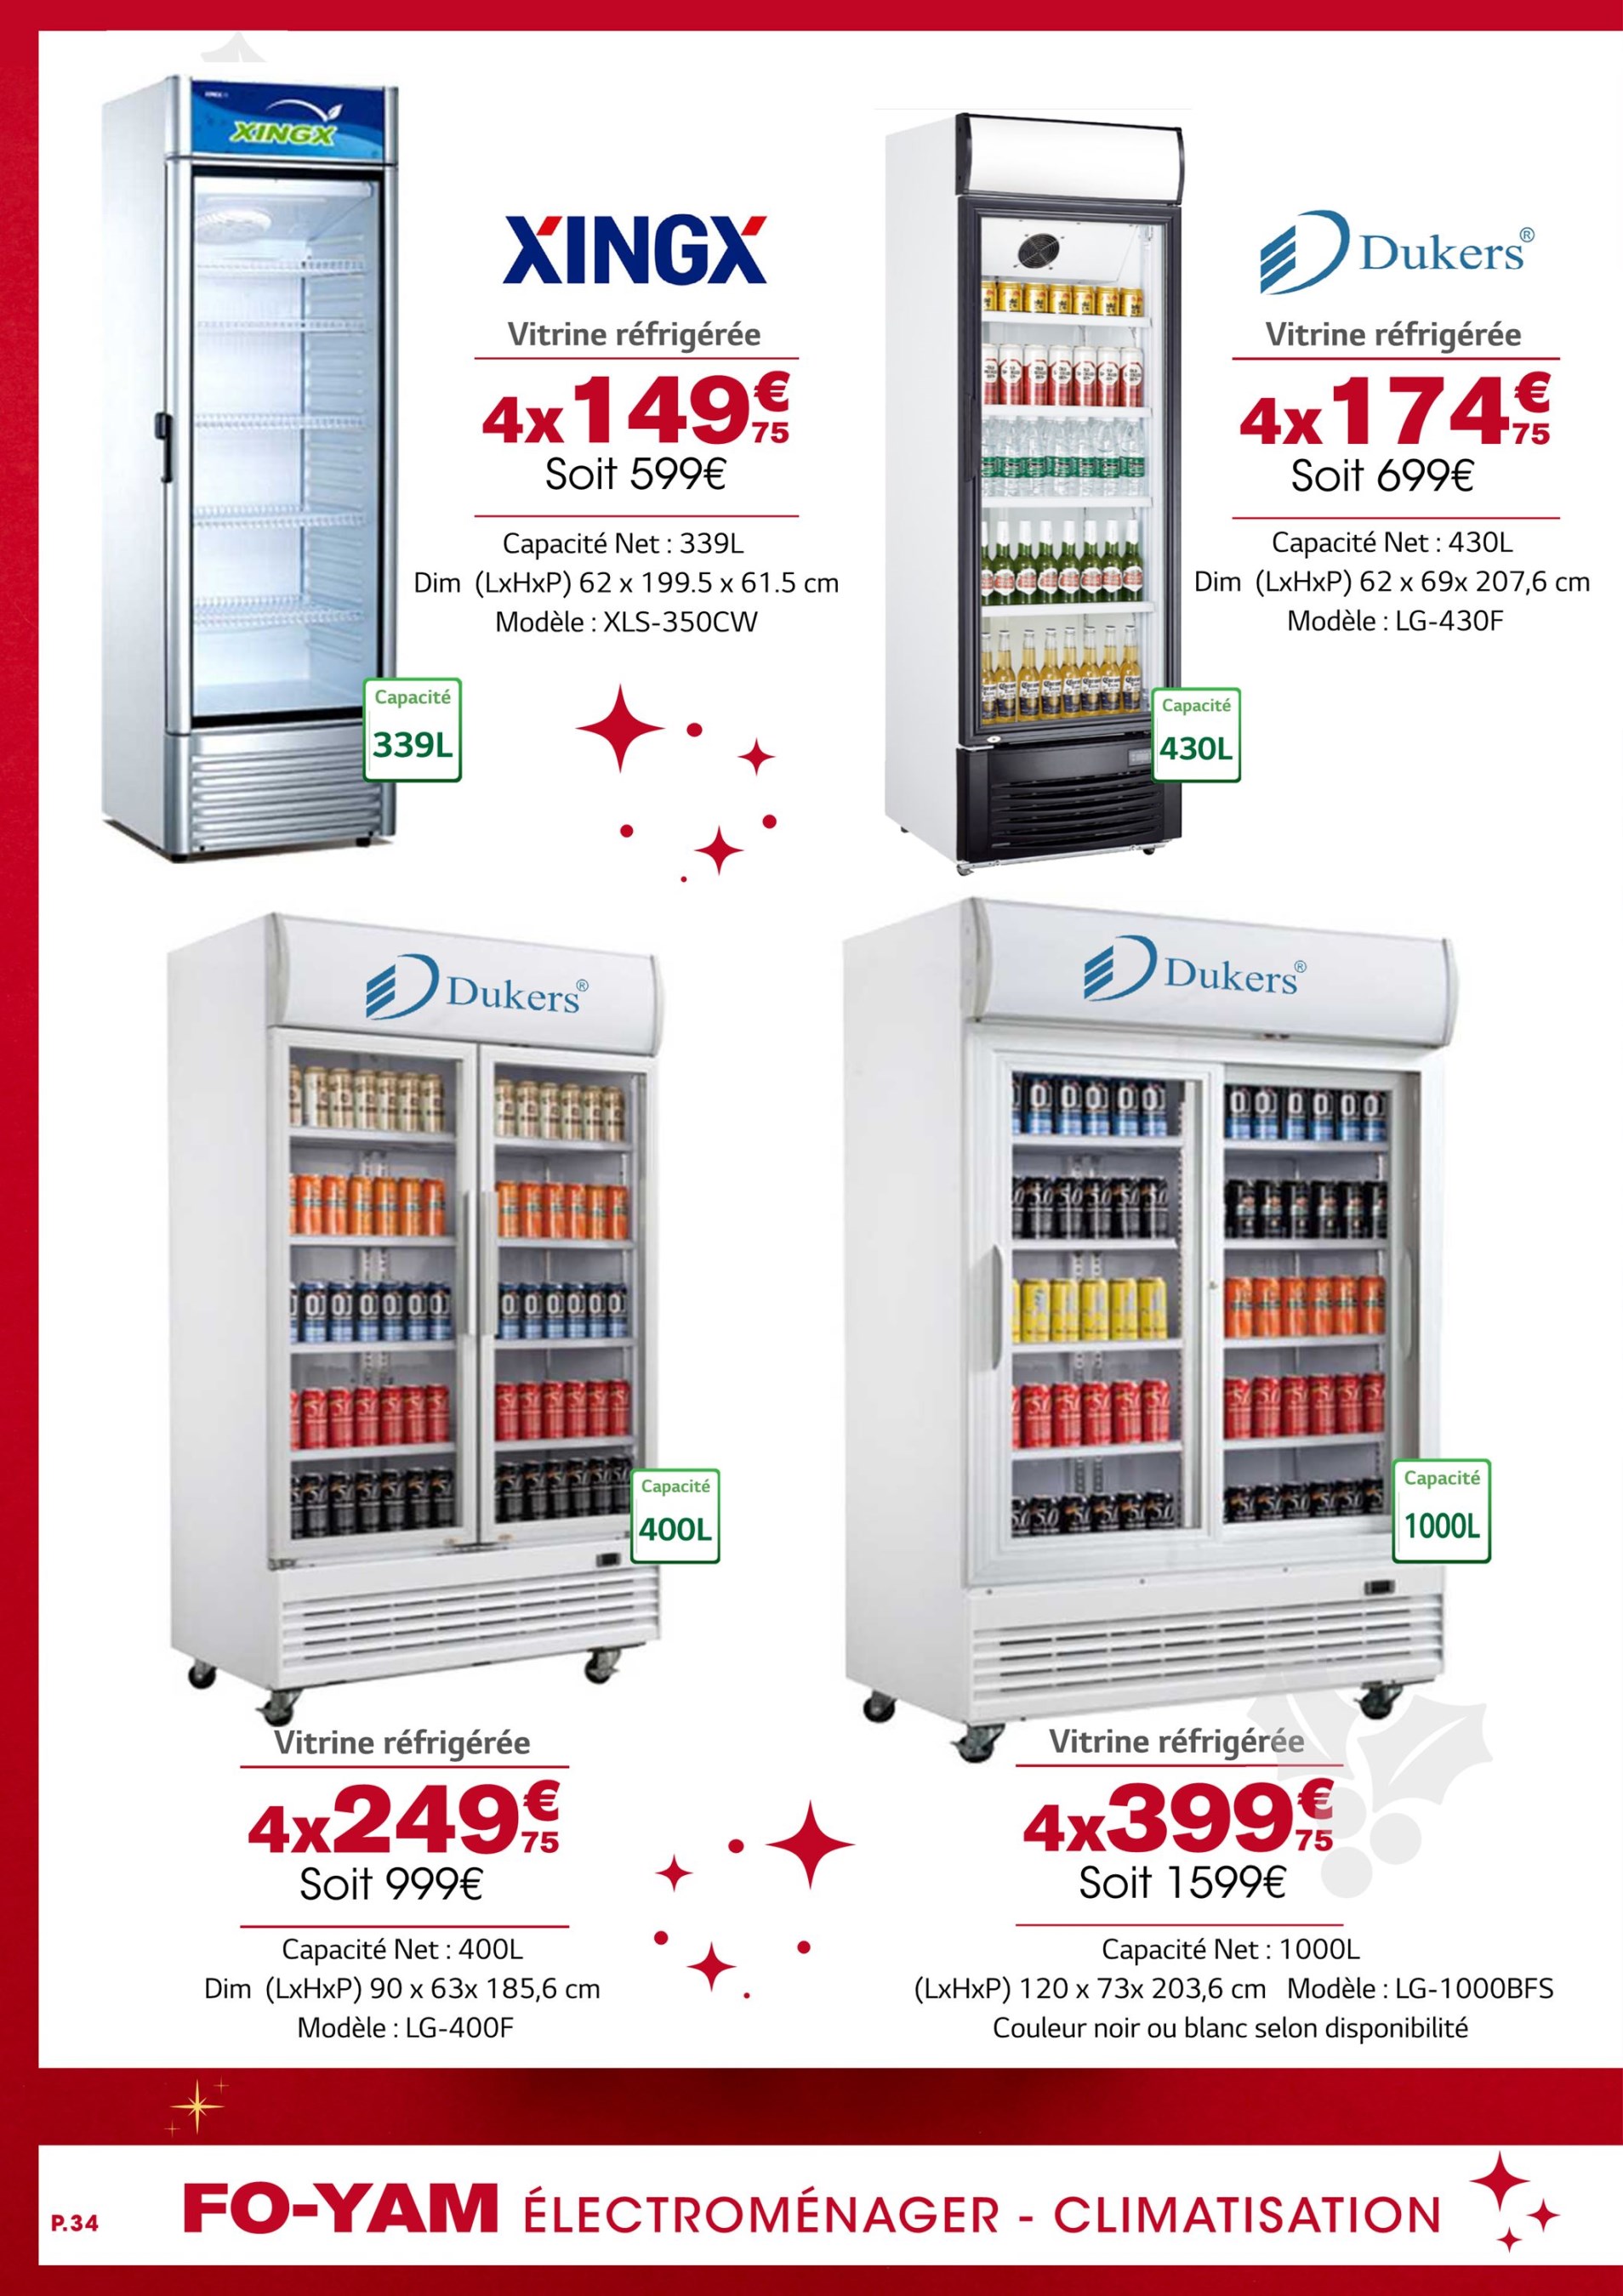 XINGX
XINGX
Vitrine réfrigérée
4x149€75
Soit 599€
Capacité Net : 339L
Dim (LxHxP) 62 x 199.5 x 61.5 cm
Modèle : XLS-350CW
Capacité
339L
Dukers®
Vitrine réfrigérée
4x174€75
Soit 699€
Capacité Net : 430L
Dim (LxHxP) 62 x 69x 207,6 cm
Modèle : LG-430F
Capacité
430L
Dukers®
Capacité
400L
Vitrine réfrigérée
4x249€75
Soit 999€
Capacité Net : 400L
Dim (LxHxP) 90 x 63x 185,6 cm
Modèle : LG-400F
Dukers®
Capacité
1000L
Vitrine réfrigérée
4x399€75
Soit 1599€
Capacité Net : 1000L
(LxHxP) 120 x 73x 203,6 cm Modèle : LG-1000BFS
Couleur noir ou blanc selon disponibilité
P.34
FO-YAM ÉLECTROMÉNAGER - CLIMATISATION